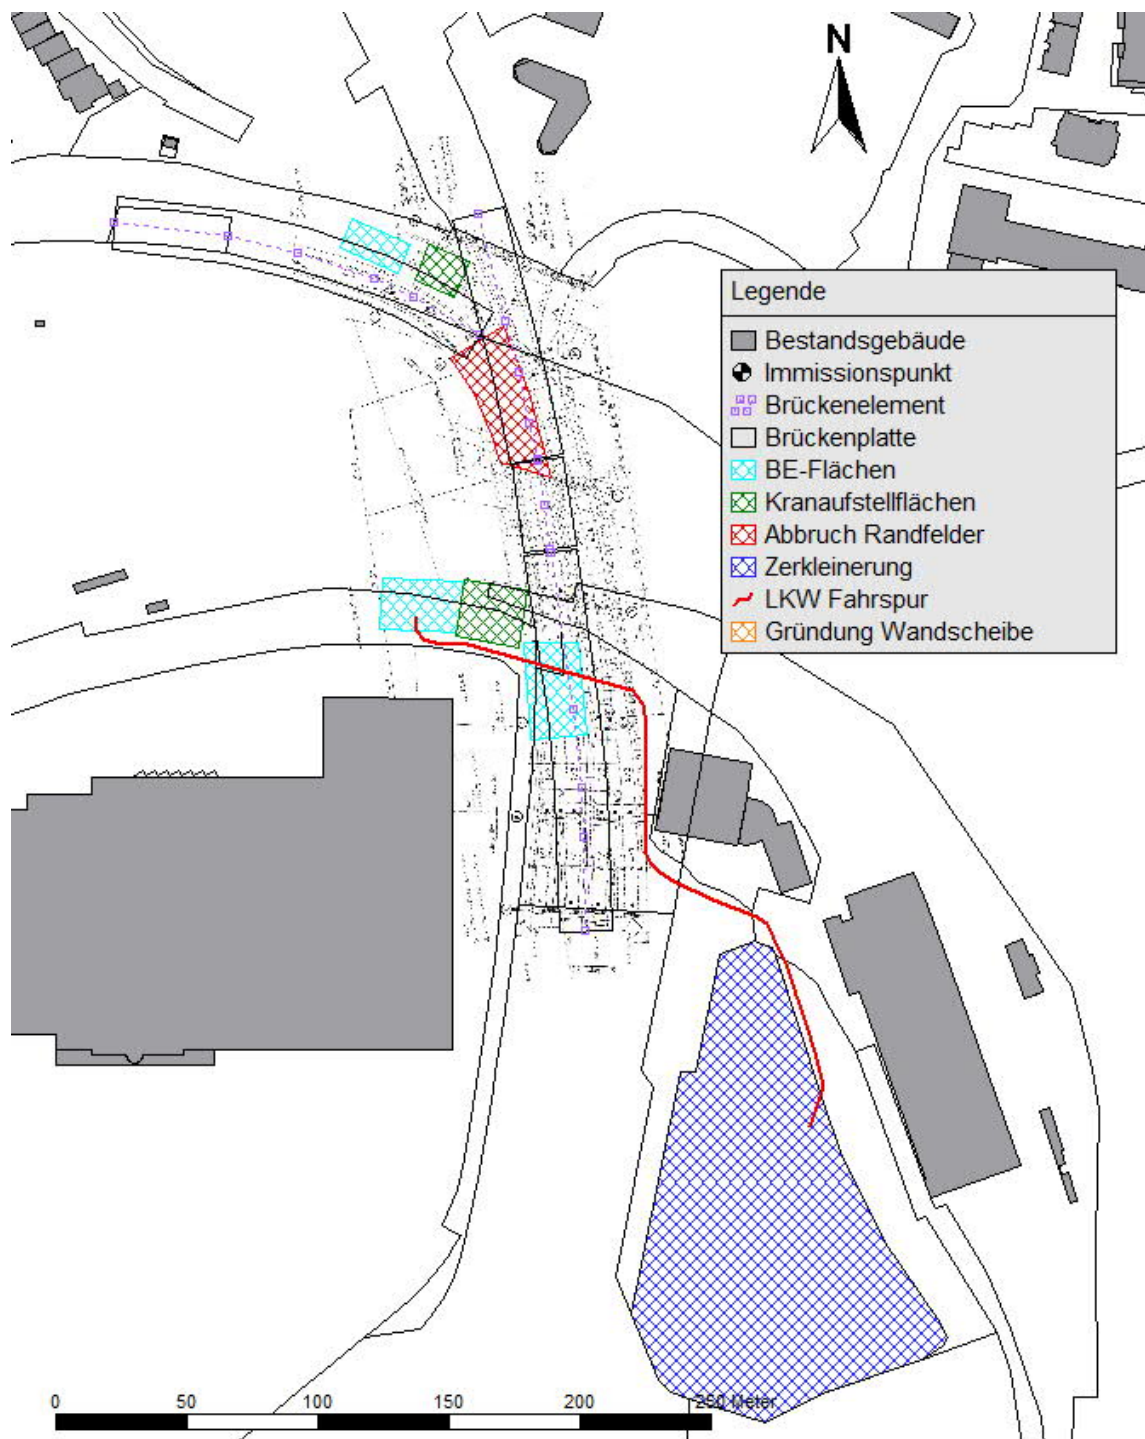 N
Legende
Bestandsgebäude
Immissionspunkt
Brückenelement
Brückenplatte
BE-Flächen
Kranaufstellflächen
Abbruch Randfelder
Zerkleinerung
LKW Fahrspur
Gründung Wandscheibe
0 50 100 150 200 250 Meter